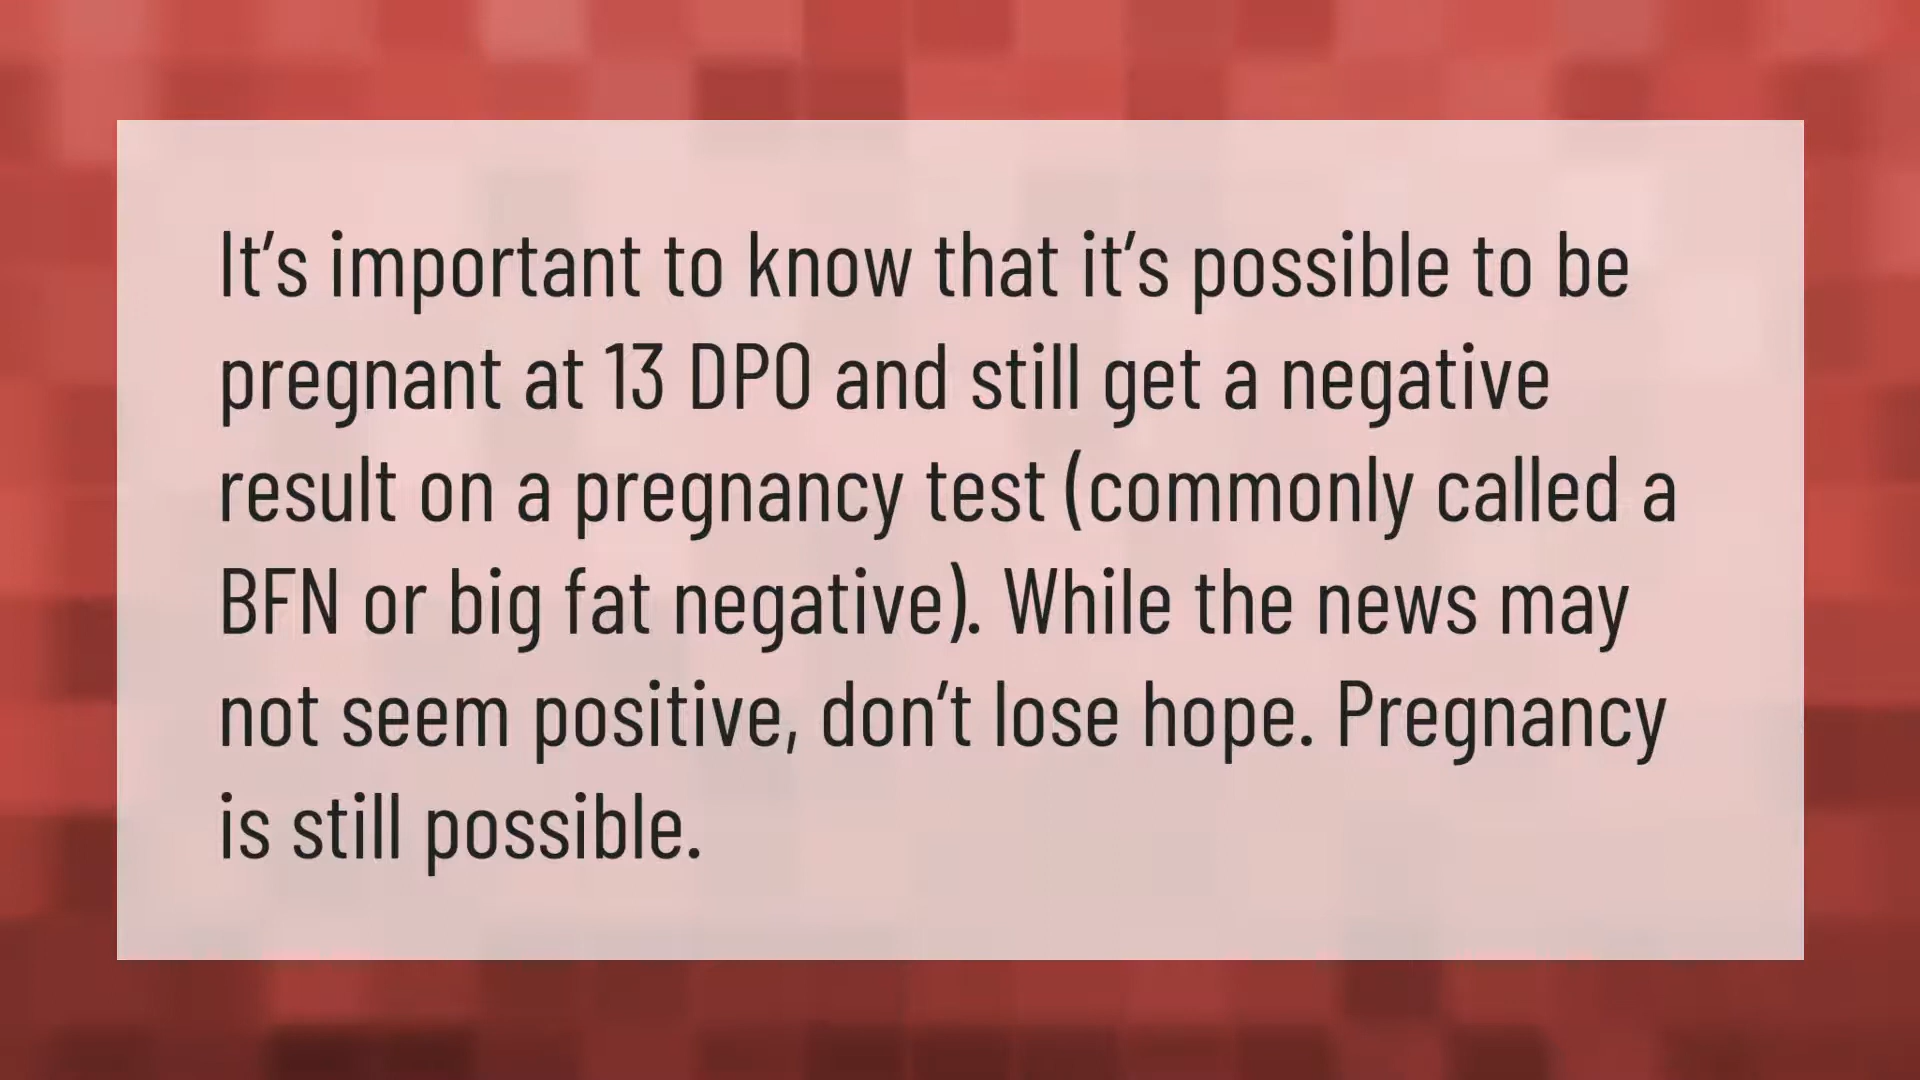 It’s important to know that it’s possible to be
pregnant at 13 DPO and still get a negative
result on a pregnancy test (commonly called a
BFN or big fat negative). While the news may
not seem positive, don’t lose hope. Pregnancy
is still possible.